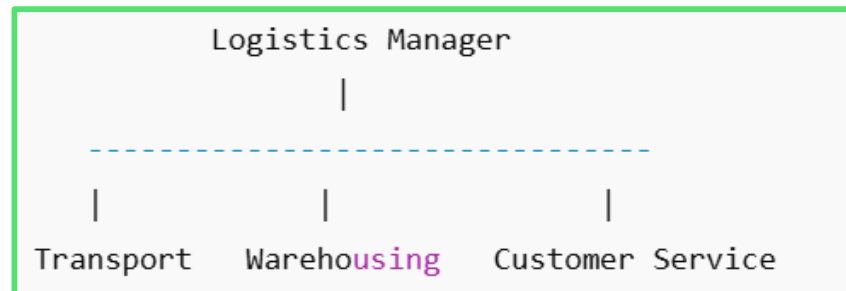 Logistics Manager
Transport Warehousing Customer Service